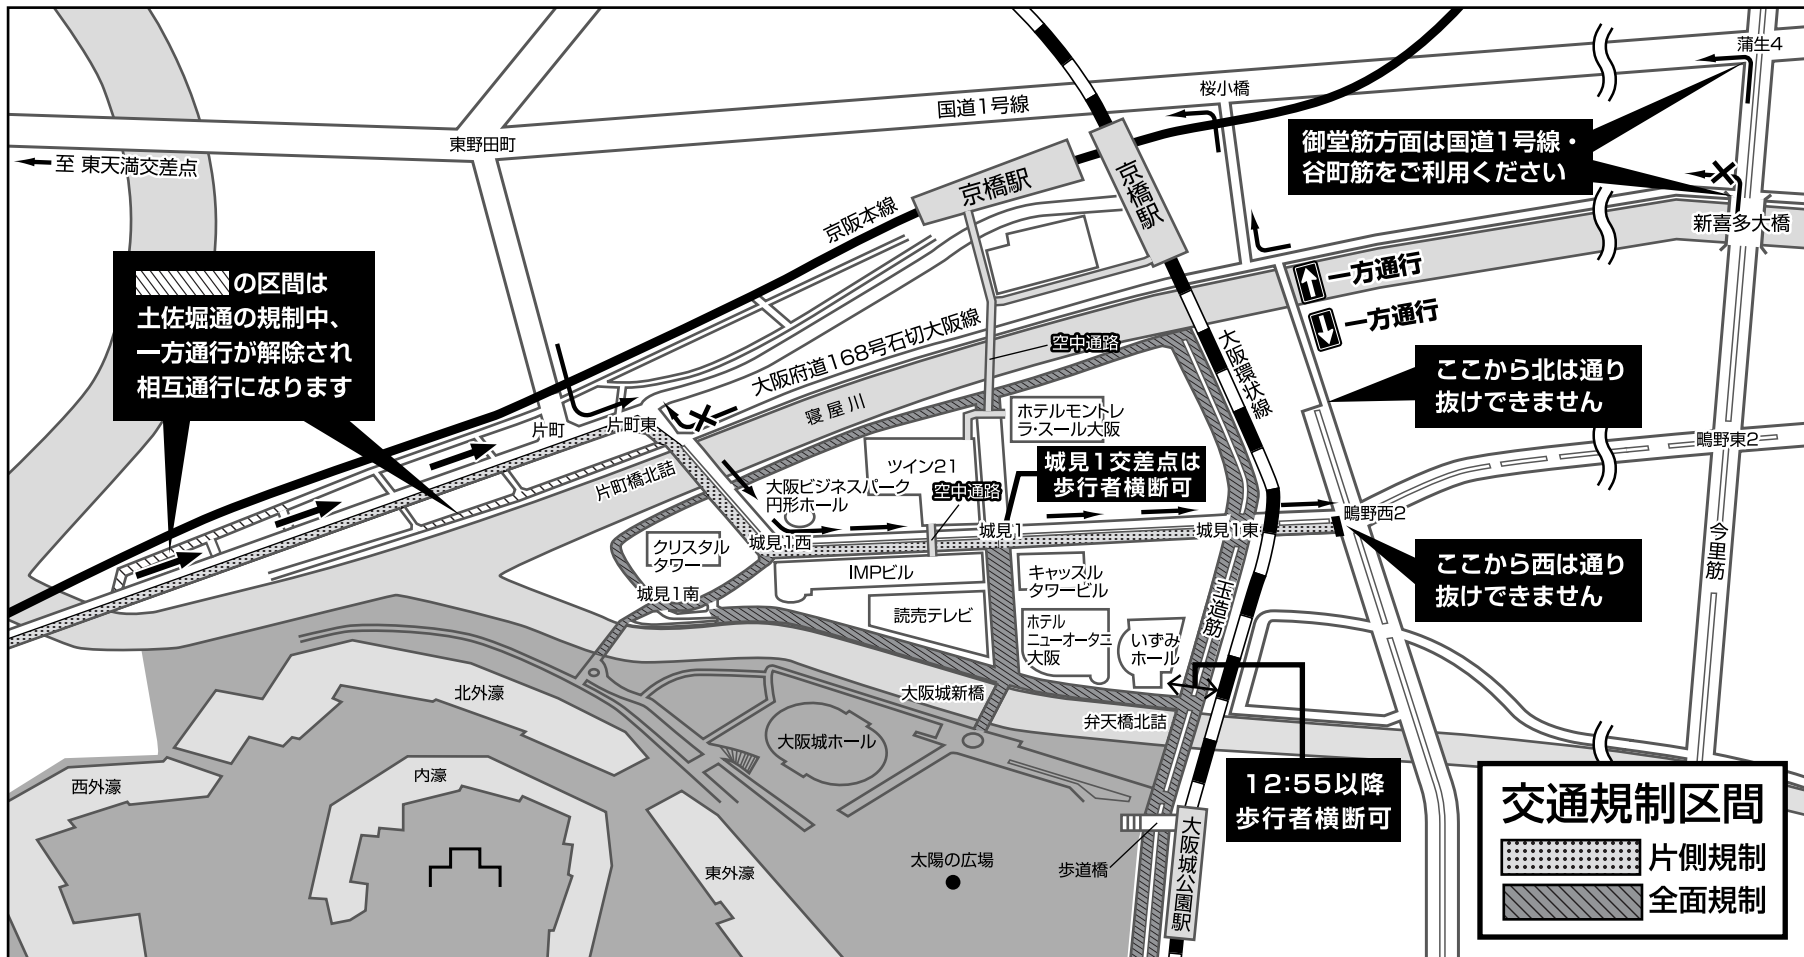 蒲生4
桜小橋
国道1号線
東野田町
至 東天満交差点
御堂筋方面は国道1号線・
谷町筋をご利用ください
京橋駅
京橋駅
京阪本線
新喜多大橋
一方通行
一方通行
の区間は
土佐堀通の規制中、
一方通行が解除され
相互通行になります
大阪府道168号石切大阪線
空中通路
大阪環状線
ここから北は通り
抜けできません
寝屋川
ホテルモントレ
ラ・スール大阪
片町
片町東
鴫野東2
城見1交差点は
歩行者横断可
ツイン21
片町橋北詰
大阪ビジネスパーク
円形ホール
空中通路
鴫野西2
城見1西
城見1
城見1東
今里筋
クリスタル
タワー
IMPビル
キャッスル
タワービル
ここから西は通り
抜けできません
城見1南
読売テレビ
ホテル
ニューオータニ
大阪
いずみ
ホール
玉造筋
北外濠
大阪城新橋
弁天橋北詰
大阪城ホール
西外濠
内濠
12:55以降
歩行者横断可
東外濠
太陽の広場
歩道橋
大阪城公園駅
交通規制区間
片側規制
全面規制